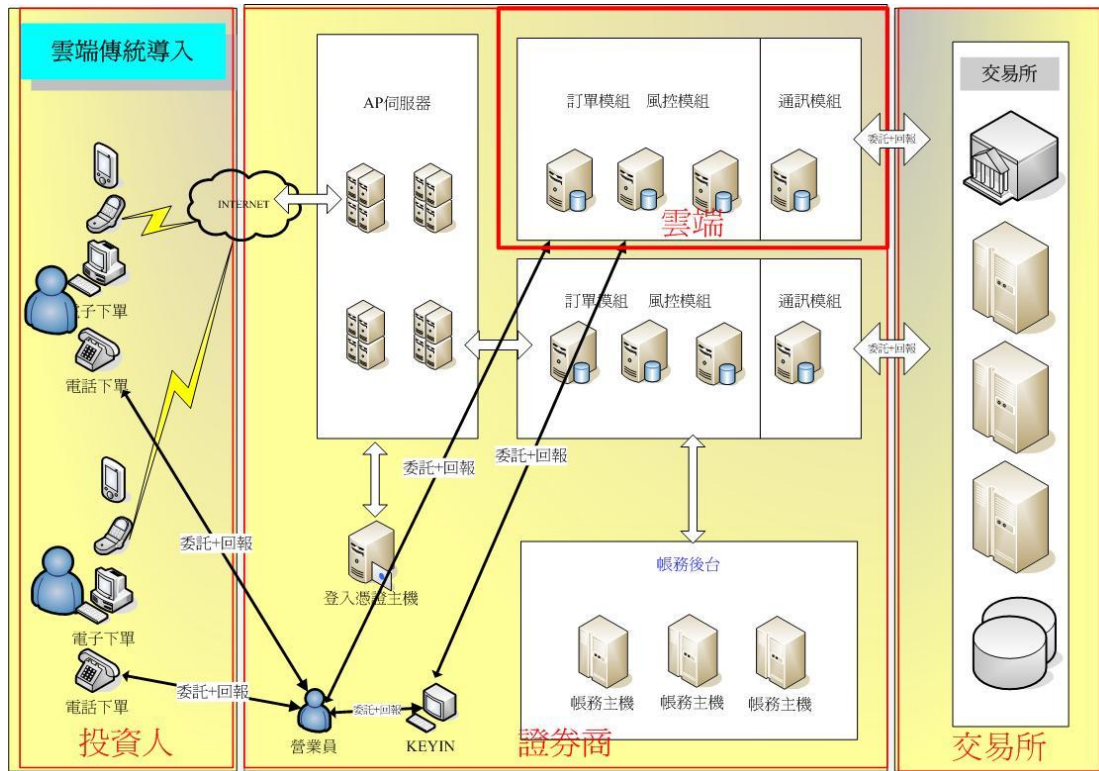 雲端傳統導入
INTERNET
子下單
電話下單
委託+回報
電子下單
電話下單
委託+回報
投資人
AP伺服器
訂單模組 風控模組 通訊模組
雲端
委託+回報
訂單模組 風控模組 通訊模組
委託+回報
委託+回報
委託+回報
登入憑證主機
帳務後台
帳務主機
帳務主機
帳務主機
營業員
委託+回報
KEYIN
證券商
交易所
交易所